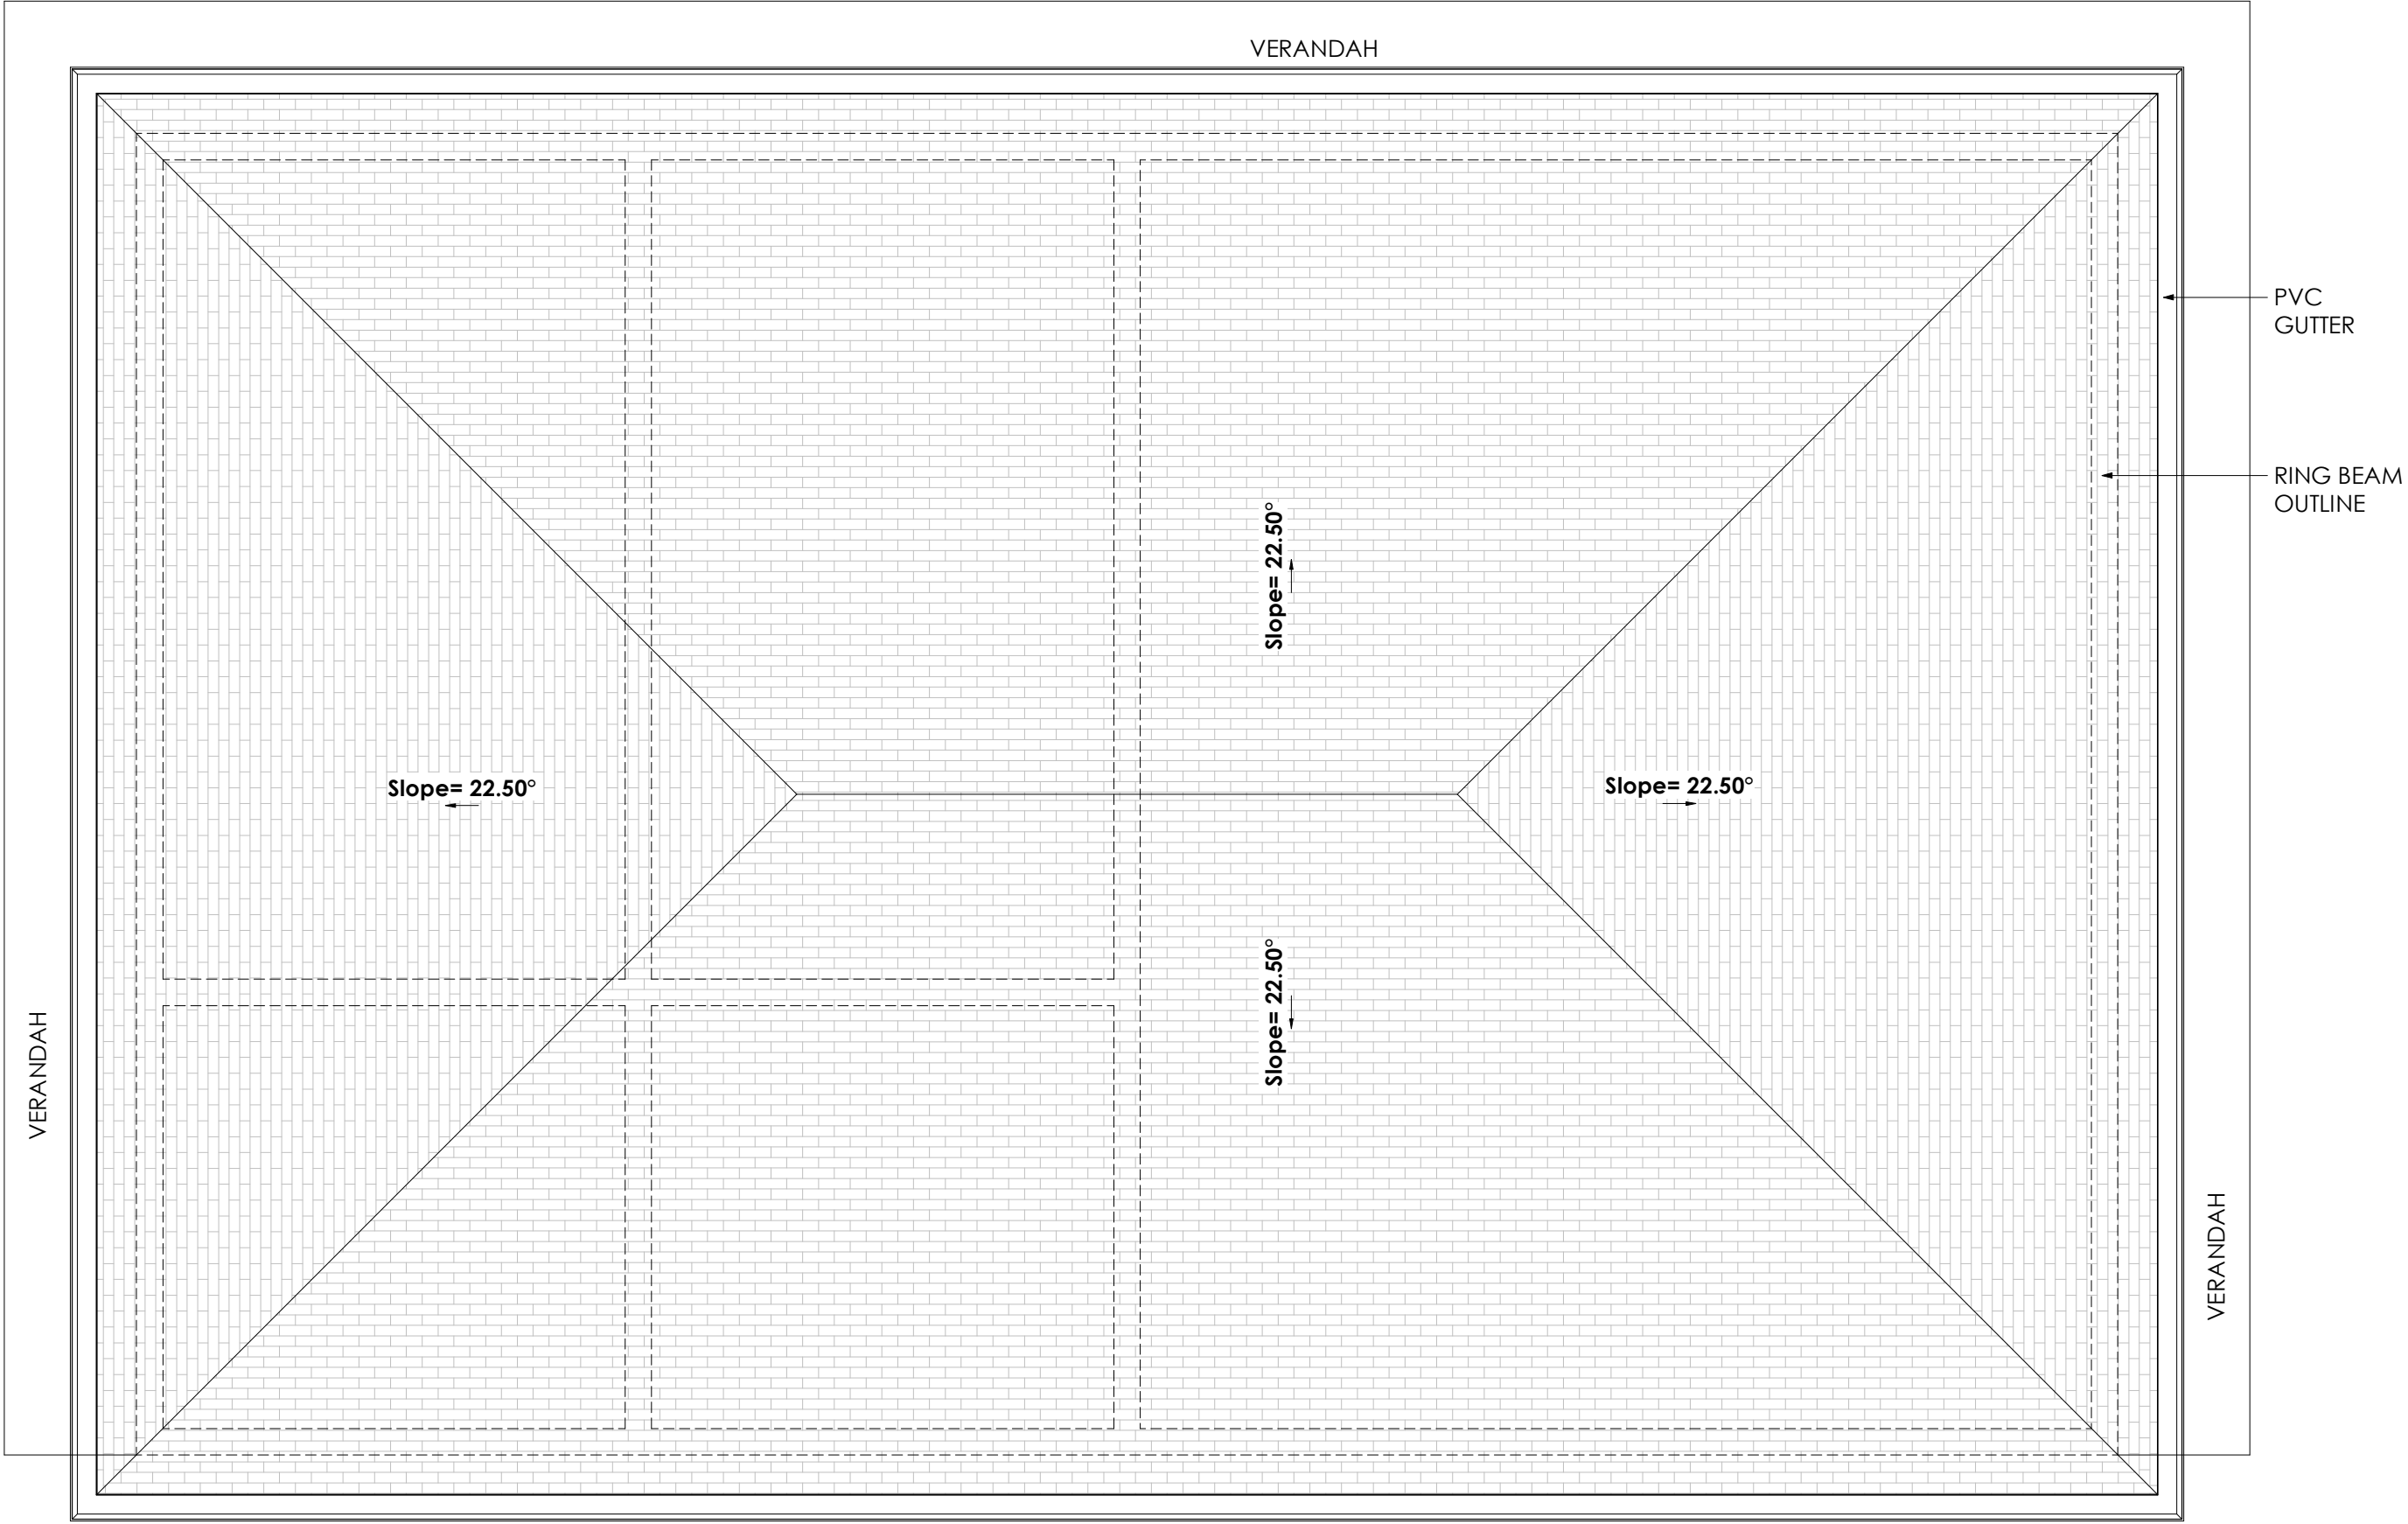 VERANDAH
PVC
GUTTER
RING BEAM
OUTLINE
Slope= 22.50°
Slope= 22.50°
Slope= 22.50°
Slope= 22.50°
VERANDAH
VERANDAH